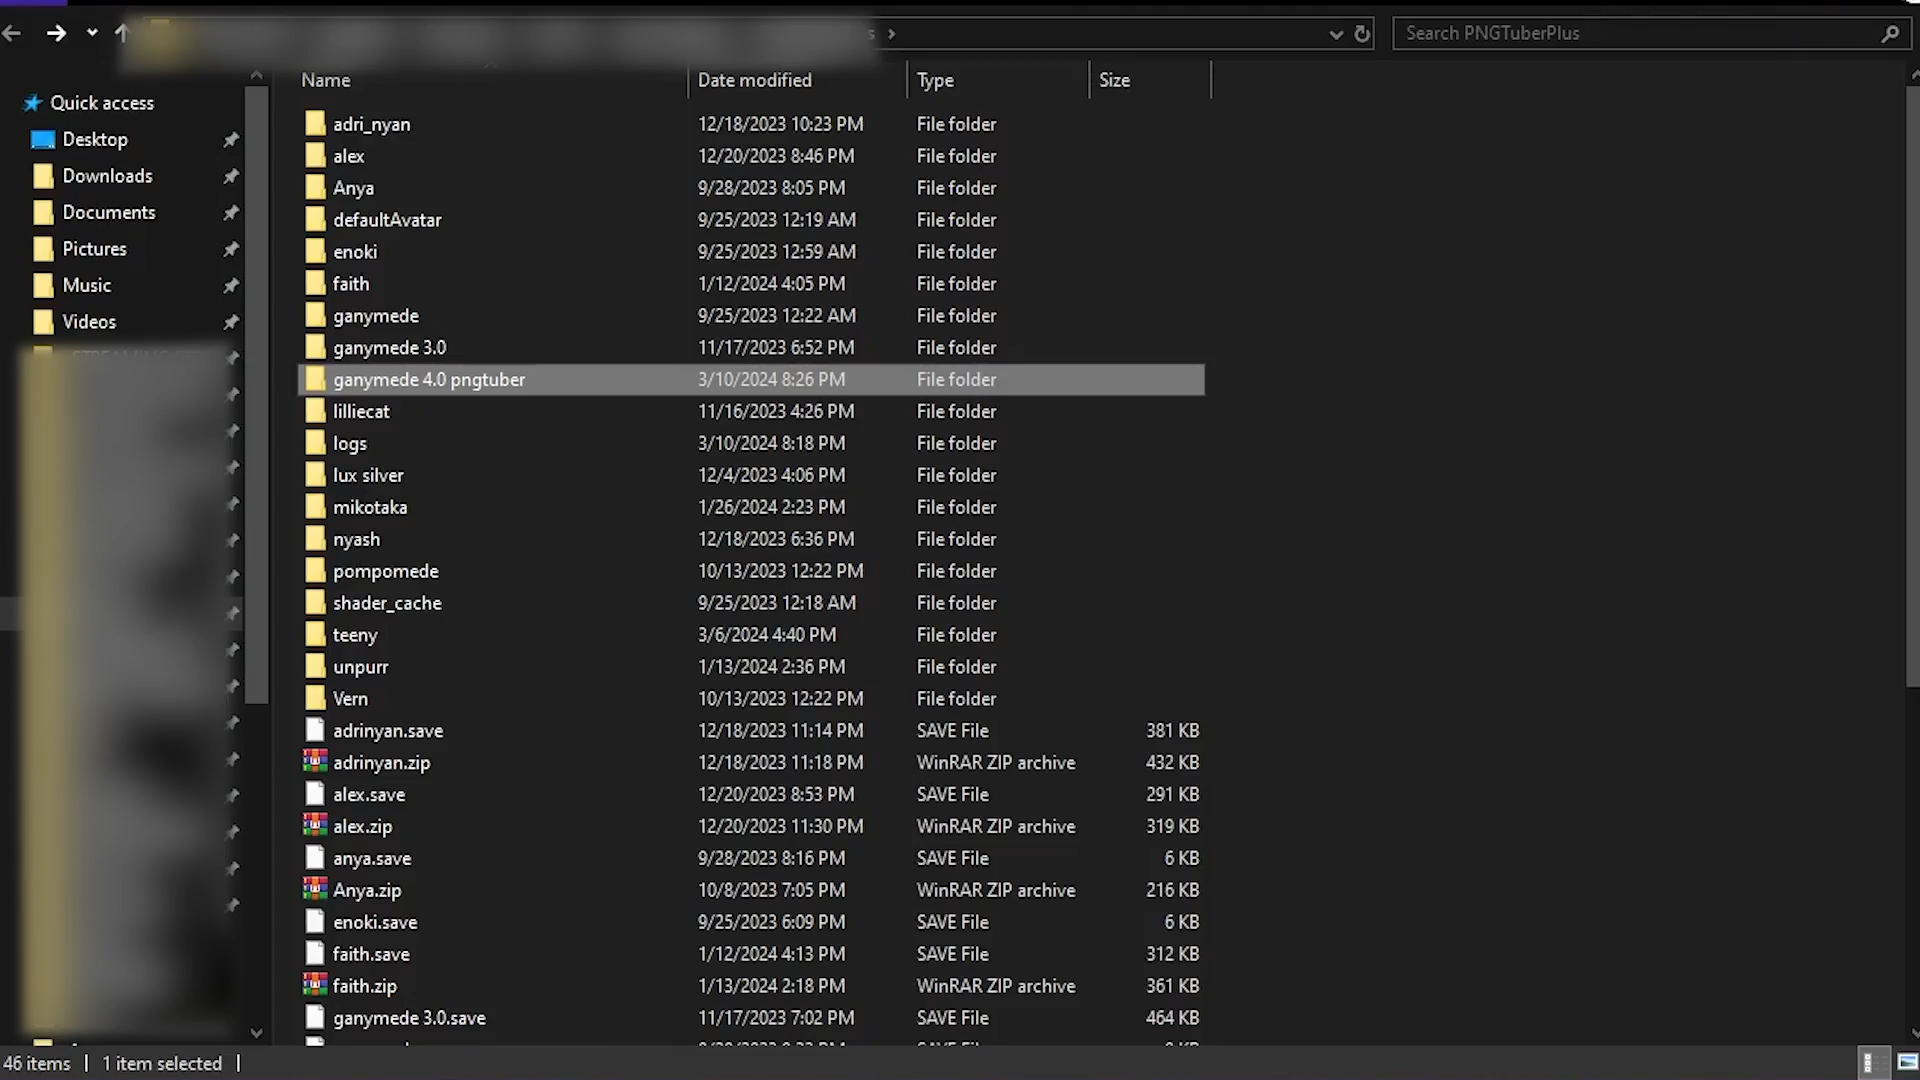 Search PNGTuberPlus
Name Date modified Type Size
Quick access
Desktop
Downloads
Documents
Pictures
Music
Videos
adri_nyan 12/18/2023 10:23 PM File folder
alex 12/20/2023 8:46 PM File folder
Anya 9/28/2023 8:05 PM File folder
defaultAvatar 9/25/2023 12:19 AM File folder
enoki 9/25/2023 12:59 AM File folder
faith 1/12/2024 4:05 PM File folder
ganymede 9/25/2023 12:22 AM File folder
ganymede 3.0 11/17/2023 6:52 PM File folder
ganymede 4.0 pngtuber 3/10/2024 8:26 PM File folder
lilliecat 11/16/2023 4:26 PM File folder
logs 3/10/2024 8:18 PM File folder
lux silver 12/4/2023 4:06 PM File folder
mikotaka 1/26/2024 2:23 PM File folder
nyash 12/18/2023 6:36 PM File folder
pompomede 10/13/2023 12:22 PM File folder
shader_cache 9/25/2023 12:18 AM File folder
teeny 3/6/2024 4:40 PM File folder
unpurr 1/13/2024 2:36 PM File folder
Vern 10/13/2023 12:22 PM File folder
adrinyan.save 12/18/2023 11:14 PM SAVE File 381 KB
adrinyan.zip 12/18/2023 11:18 PM WinRAR ZIP archive 432 KB
alex.save 12/20/2023 8:53 PM SAVE File 291 KB
alex.zip 12/20/2023 11:30 PM WinRAR ZIP archive 319 KB
anya.save 9/28/2023 8:16 PM SAVE File 6 KB
Anya.zip 10/8/2023 7:05 PM WinRAR ZIP archive 216 KB
enoki.save 9/25/2023 6:09 PM SAVE File 6 KB
faith.save 1/12/2024 4:13 PM SAVE File 312 KB
faith.zip 1/13/2024 2:18 PM WinRAR ZIP archive 361 KB
ganymede 3.0.save 11/17/2023 7:02 PM SAVE File 464 KB
46 items 1 item selected